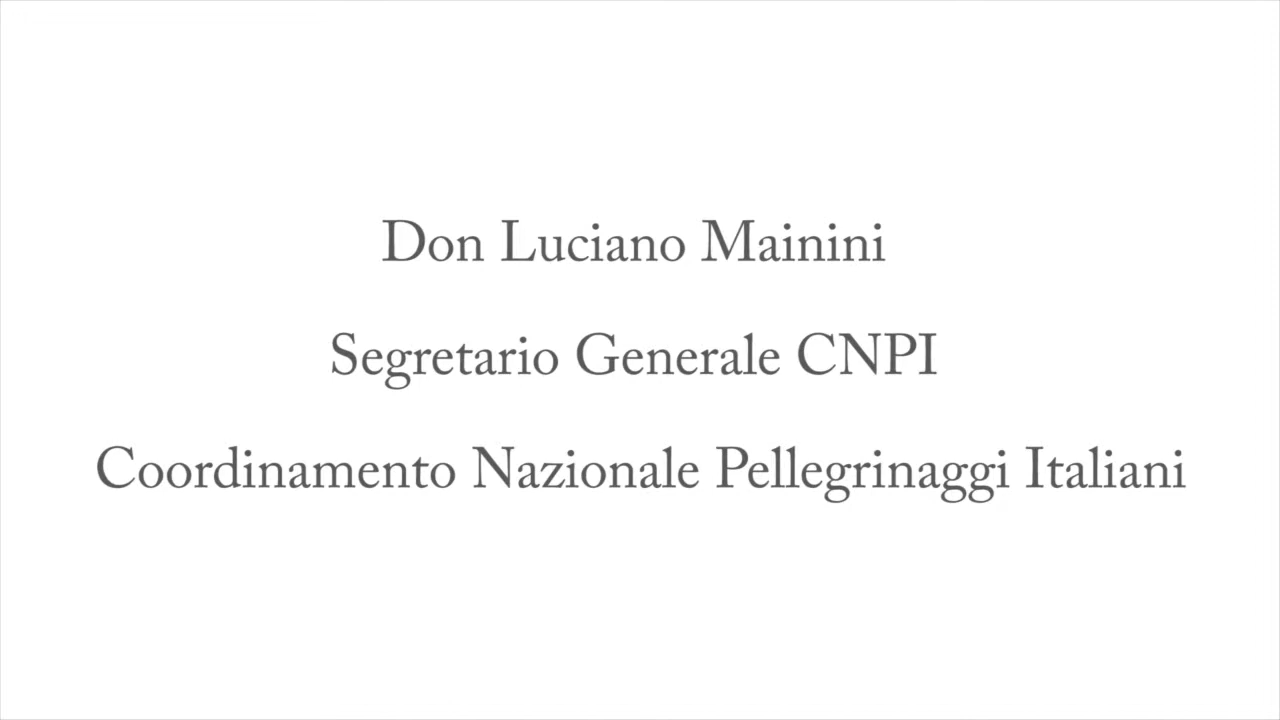 Don Luciano Mainini
Segretario Generale CNPI
Coordinamento Nazionale Pellegrinaggi Italiani